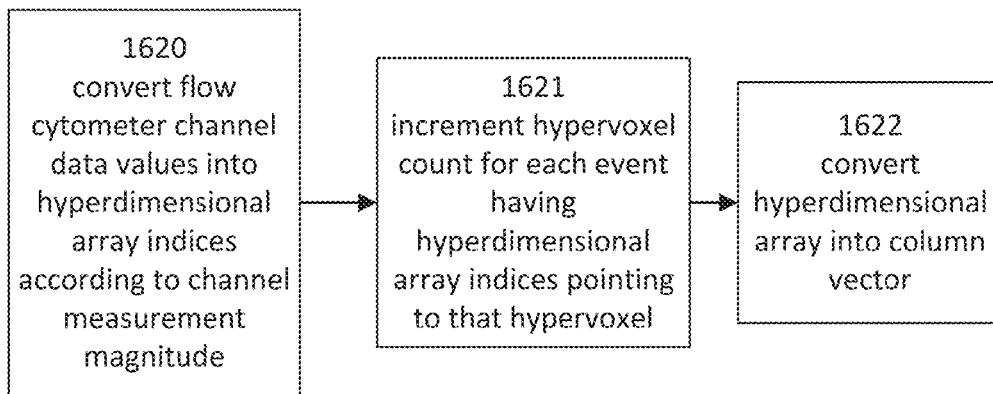 1620
convert flow
cytometer channel
data values into
hyperdimensional
array indices
according to channel
measurement
magnitude
1621
increment hypervoxel
count for each event
having
hyperdimensional
array indices pointing
to that hypervoxel
1622
convert
hyperdimensional
array into column
vector